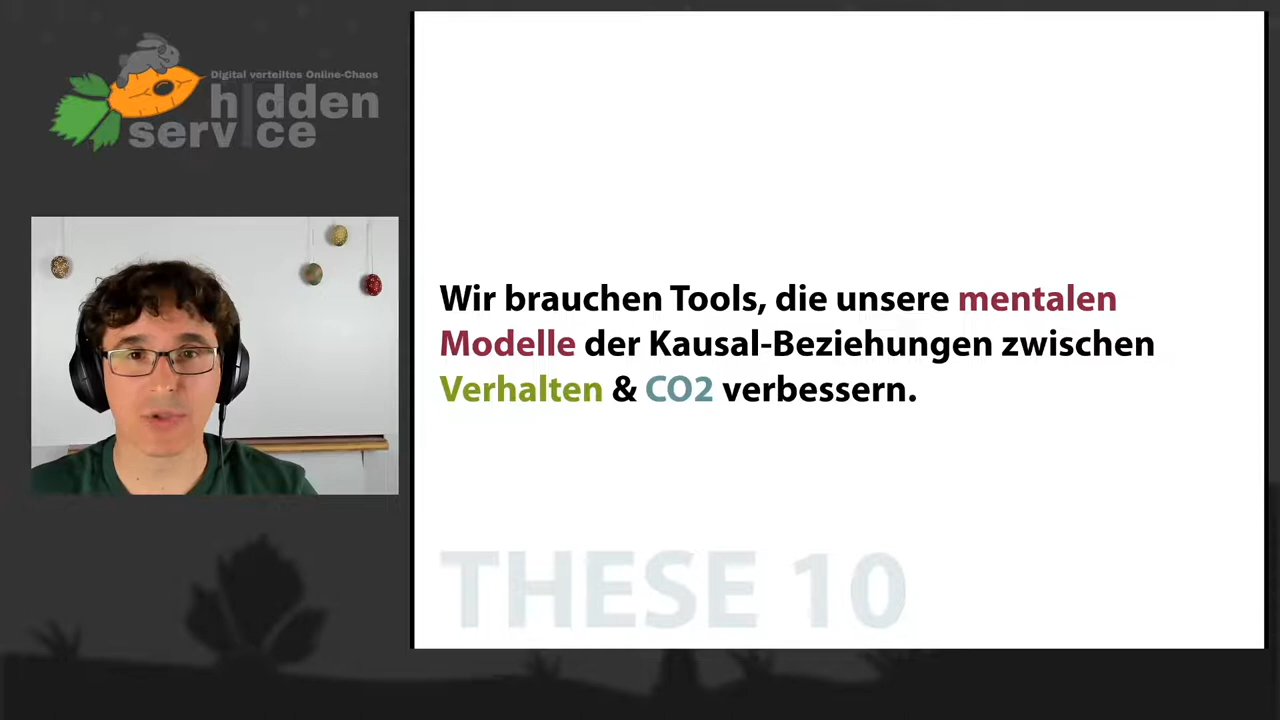 Digital verteiltes Online-Chaos
hidden
service
Wir brauchen Tools, die unsere mentalen
Modelle der Kausal-Beziehungen zwischen
Verhalten & CO2 verbessern.
THESE 10